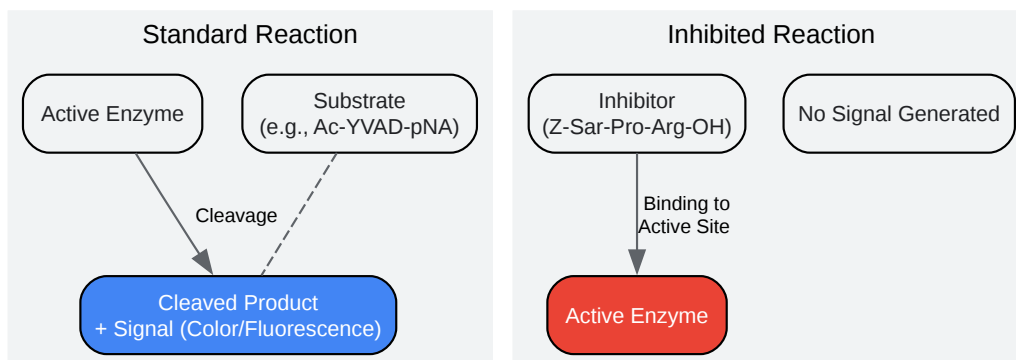 Standard Reaction
Active Enzyme
Substrate
(e.g., Ac-YVAD-pNA)
Cleavage
Cleaved Product
+ Signal (Color/Fluorescence)
Inhibited Reaction
Inhibitor
(Z-Sar-Pro-Arg-OH)
No Signal Generated
Binding to
Active Site
Active Enzyme